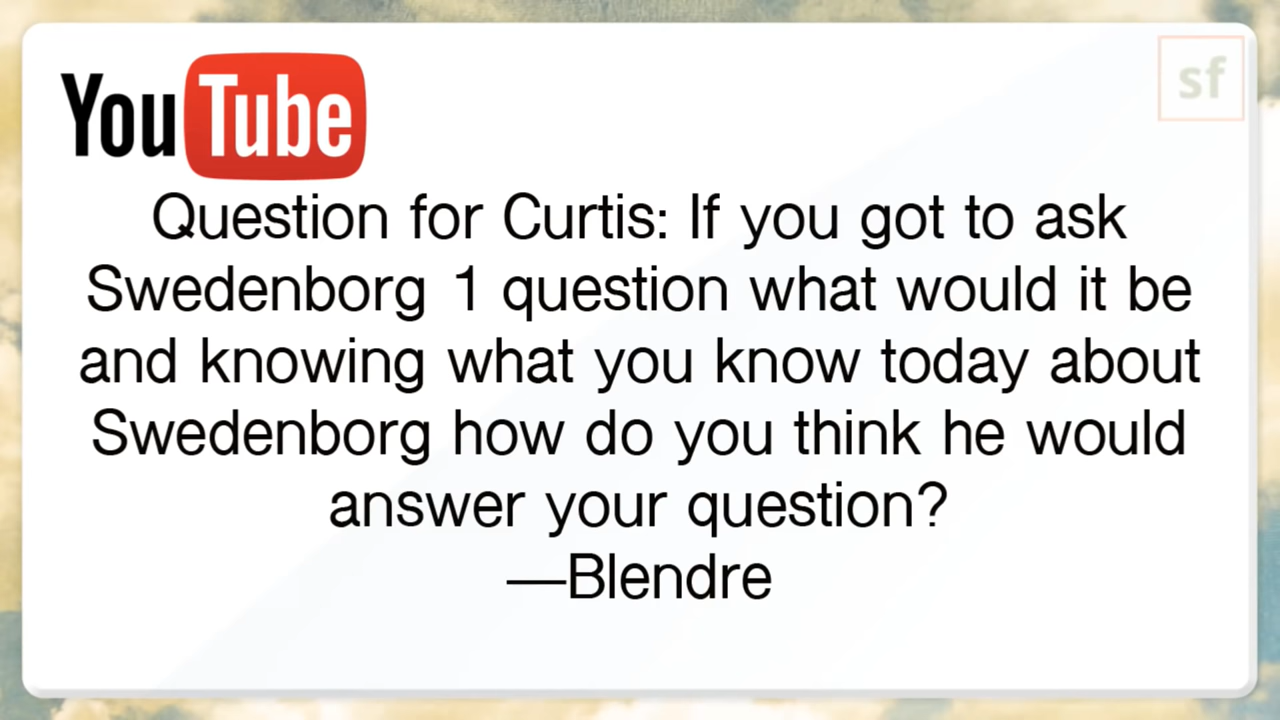 YouTube
sf
Question for Curtis: If you got to ask
Swedenborg 1 question what would it be
and knowing what you know today about
Swedenborg how do you think he would
answer your question?
—Blendre